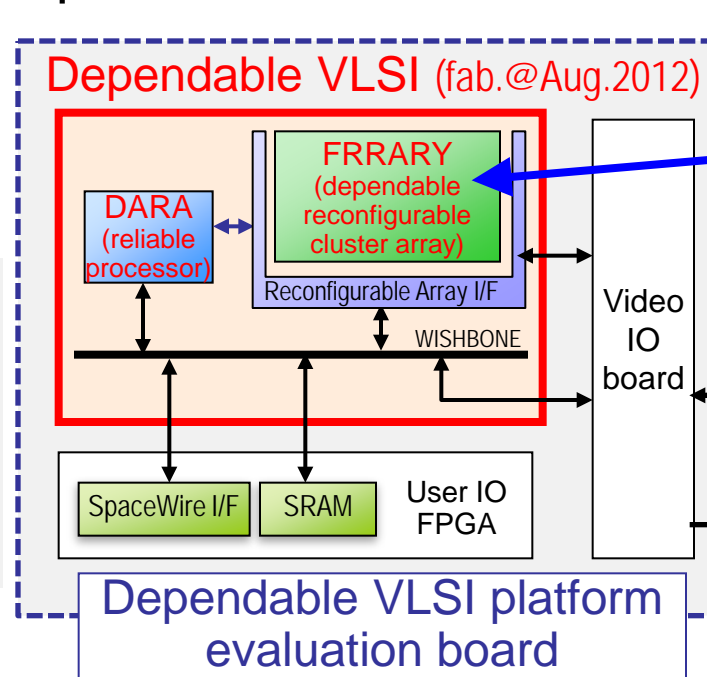 Dependable VLSI (fab.@Aug.2012)
FRRARY
(dependable
reconfigurable
cluster array)
DARA
(reliable
processor)
Reconfigurable Array I/F
WISHBONE
Video
IO
board
SpaceWire I/F
SRAM
User IO
FPGA
Dependable VLSI platform
evaluation board